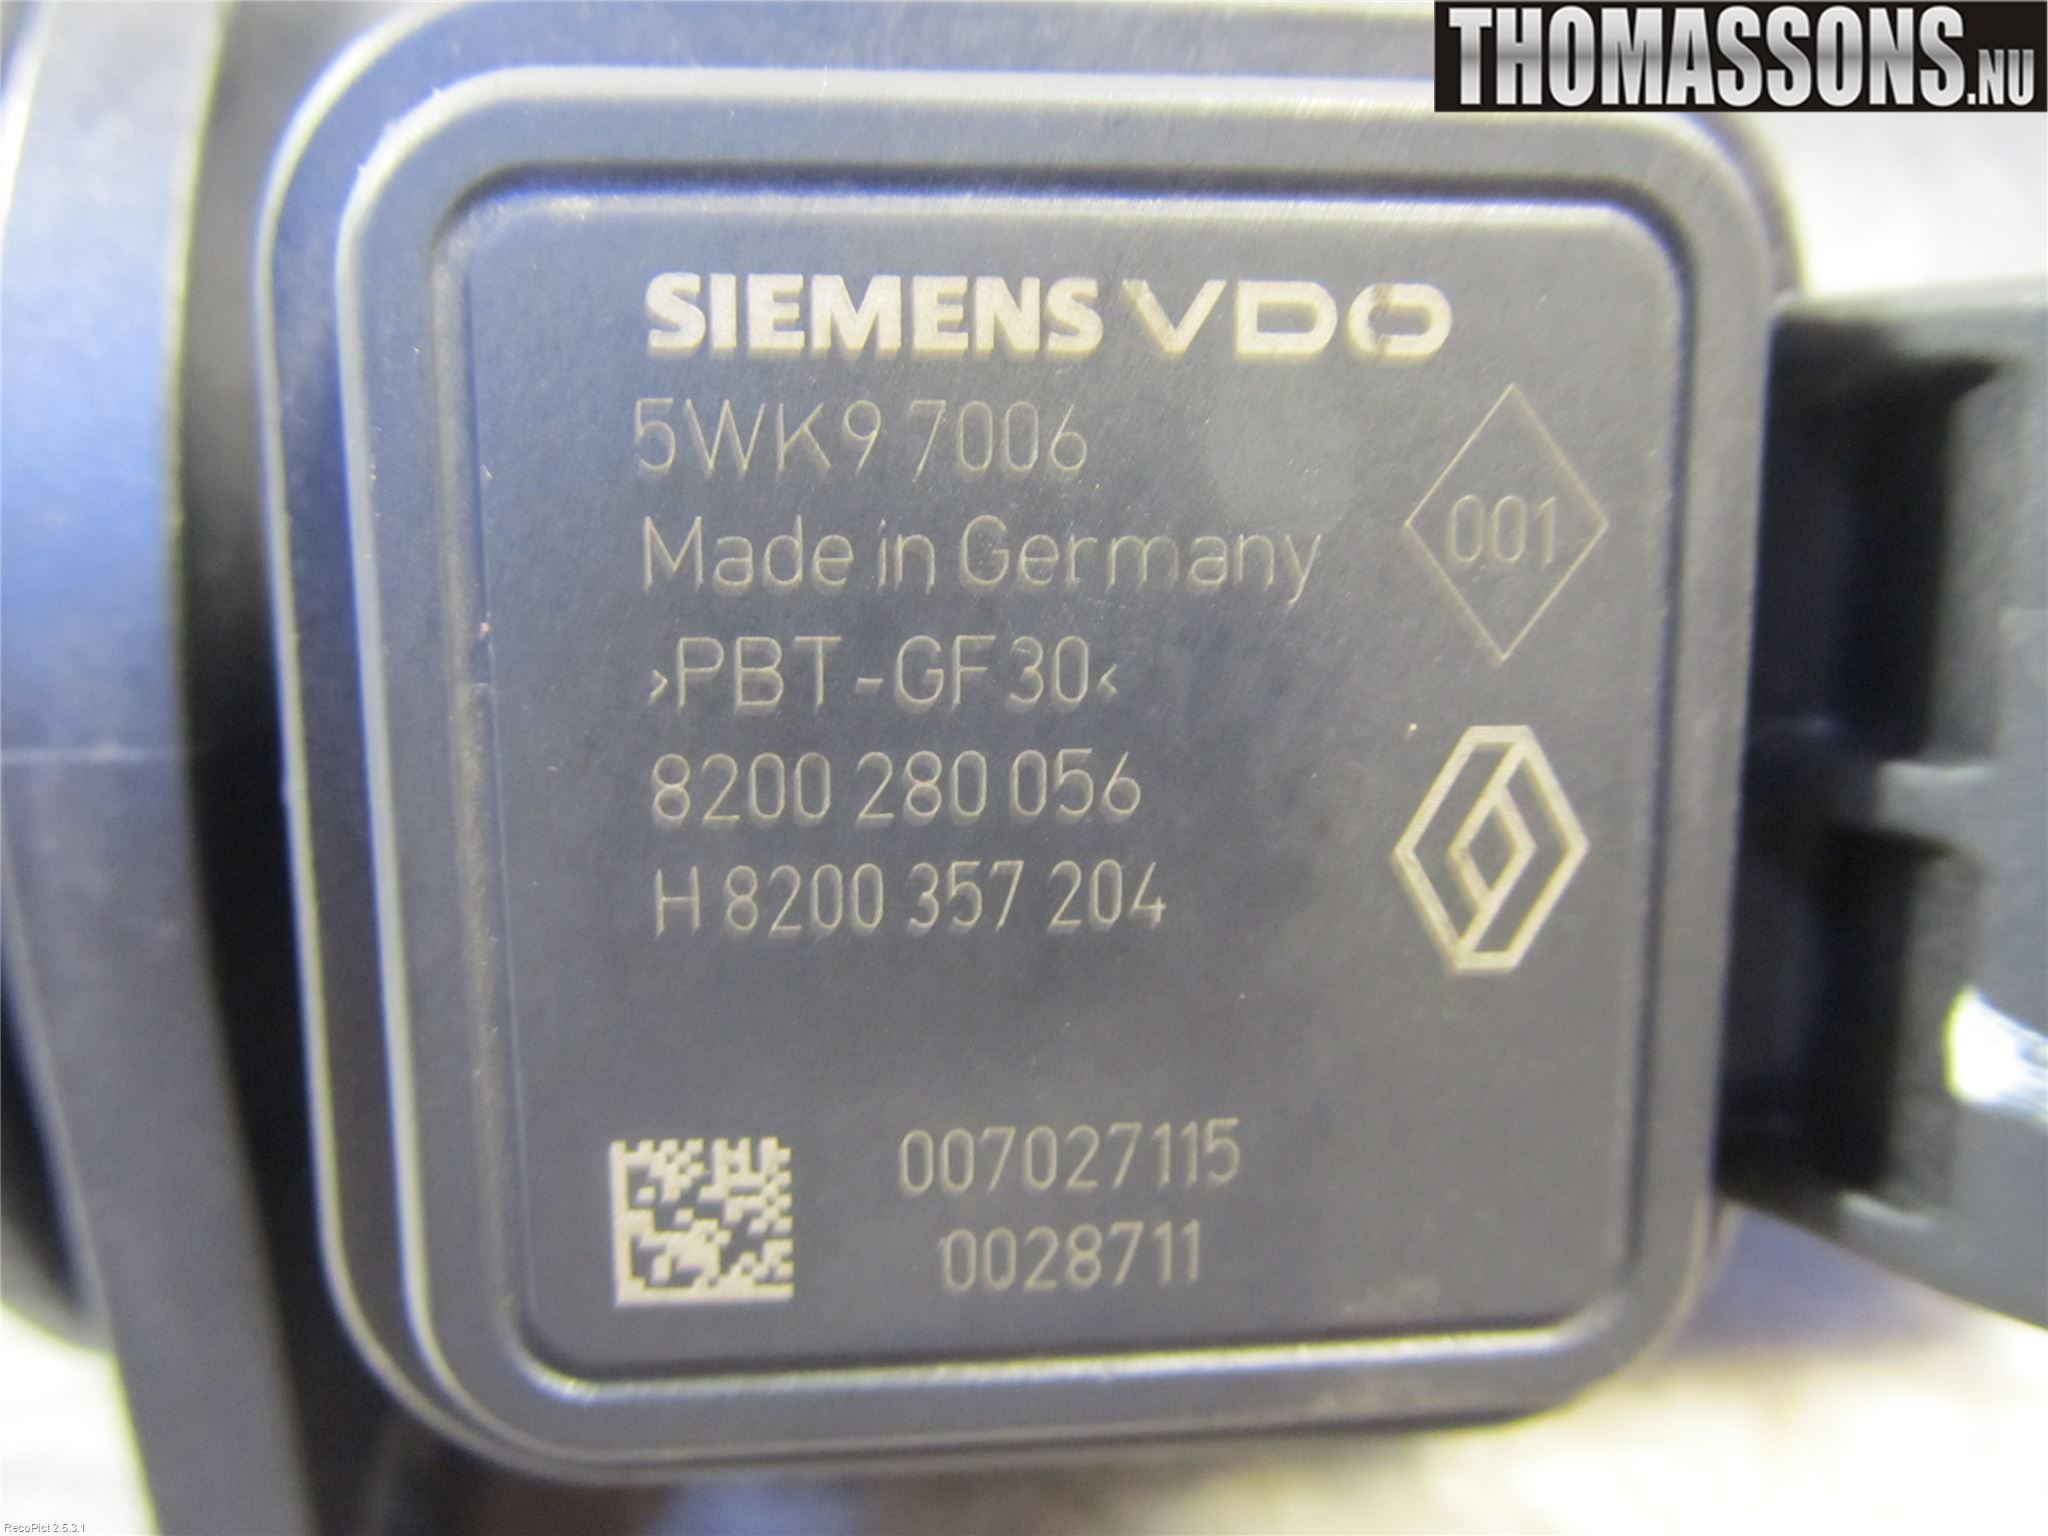 THOMASSONS.NU
SIEMENS VDO
5WK9 7006
Made in Germany
001
>PBT-GF30<
8200 280 056
H 8200 357 204
007027115
0028711
RecoPict 2.5.3.1